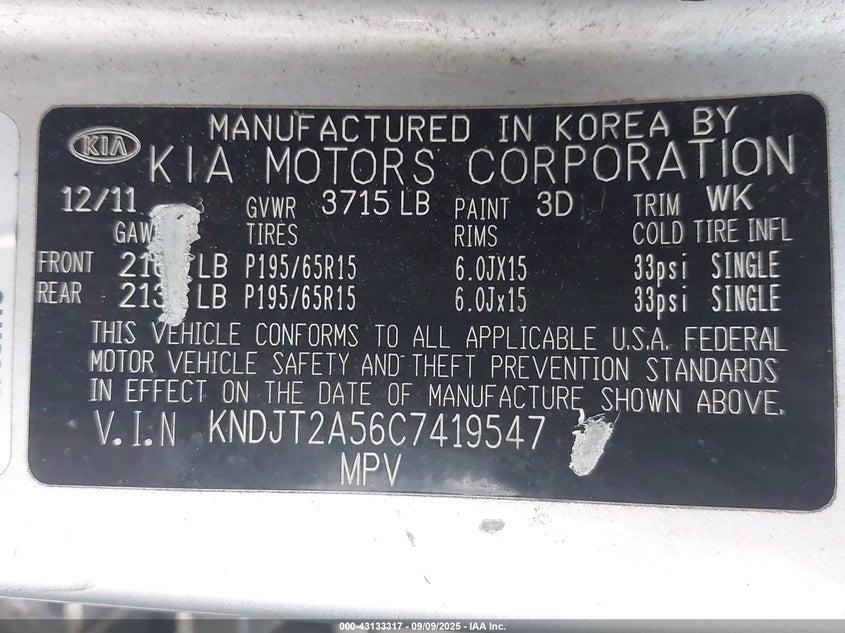 KIA MANUFACTURED IN KOREA BY
KIA MOTORS CORPORATION
12/11 GVWR 3715 LB PAINT 3D TRIM WK
TIRES RIMS COLD TIRE INFL
FRONT LB P195/65R15 6.0JX15 33psi SINGLE
REAR LB P195/65R15 6.0Jx15 33psi SINGLE
THIS VEHICLE CONFORMS TO ALL APPLICABLE U.S.A. FEDERAL
MOTOR VEHICLE SAFETY AND THEFT PREVENTION STANDARDS
IN EFFECT ON THE DATE OF MANUFACTURE SHOWN ABOVE.
V.I.N KNDJT2A56C7419547
MPV
000-43133317 - 09/09/2025 - IAA Inc.